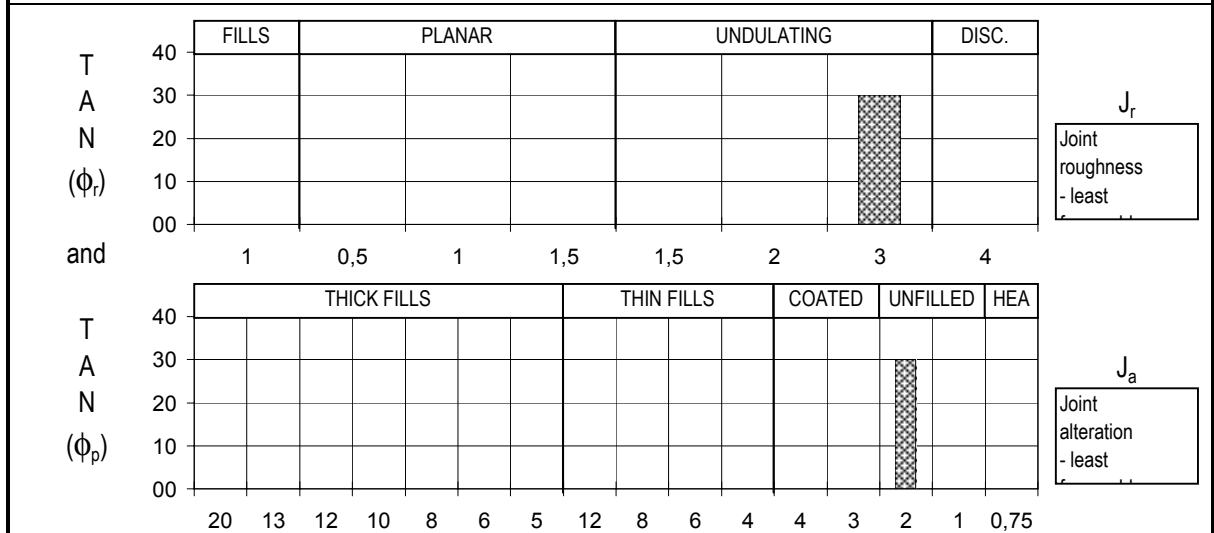 FILLS PLANAR UNDULATING DISC.
40
30
20
10
00
T
A
N
(ϕr)
Jr
Joint
roughness
- least
and
1 0,5 1 1,5 1,5 2 3 4
THICK FILLS THIN FILLS COATED UNFILLED HEA
40
30
20
10
00
T
A
N
(ϕp)
Ja
Joint
alteration
- least
20 13 12 10 8 6 5 12 8 6 4 4 3 2 1 0,75